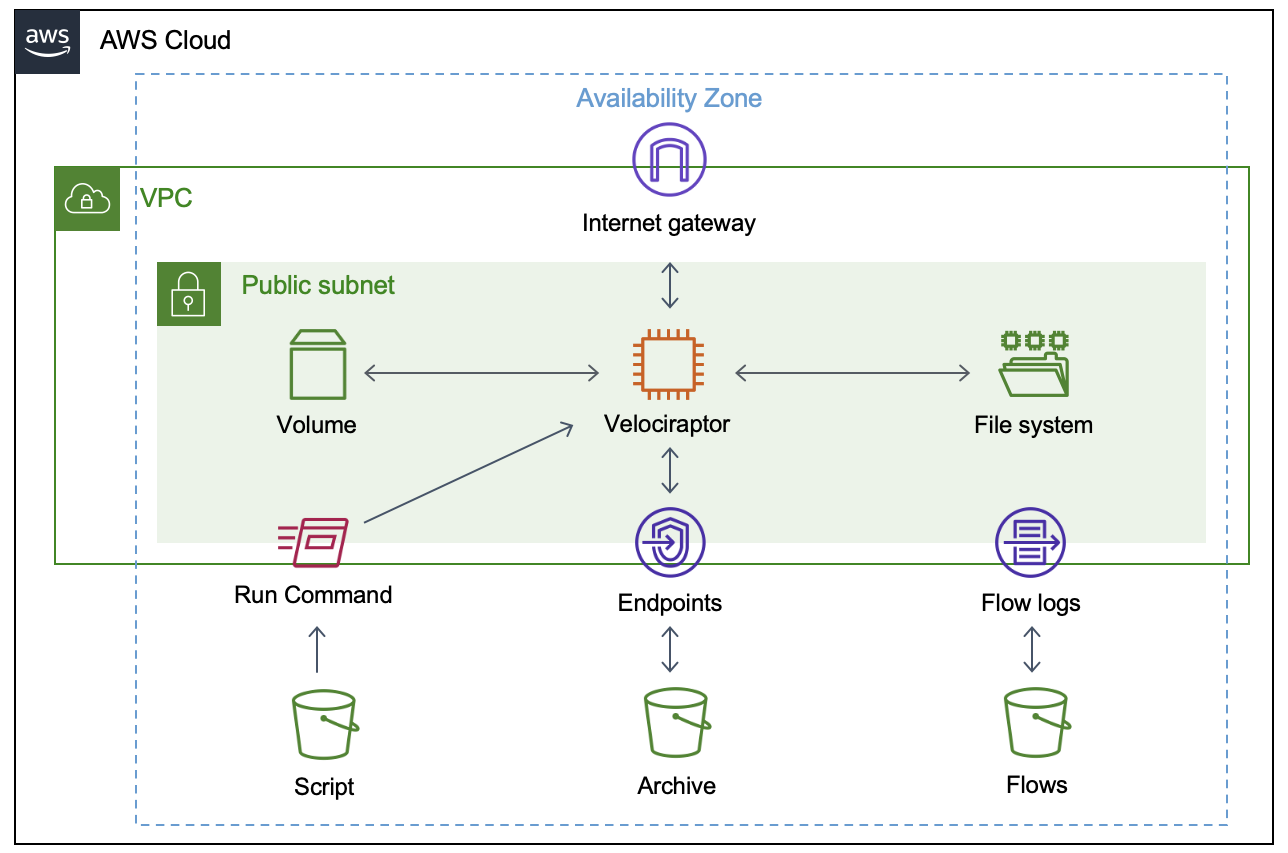 aws
AWS Cloud
Availability Zone
VPC
Internet gateway
Public subnet
Volume
Velociraptor
File system
Run Command
Endpoints
Flow logs
Script
Archive
Flows